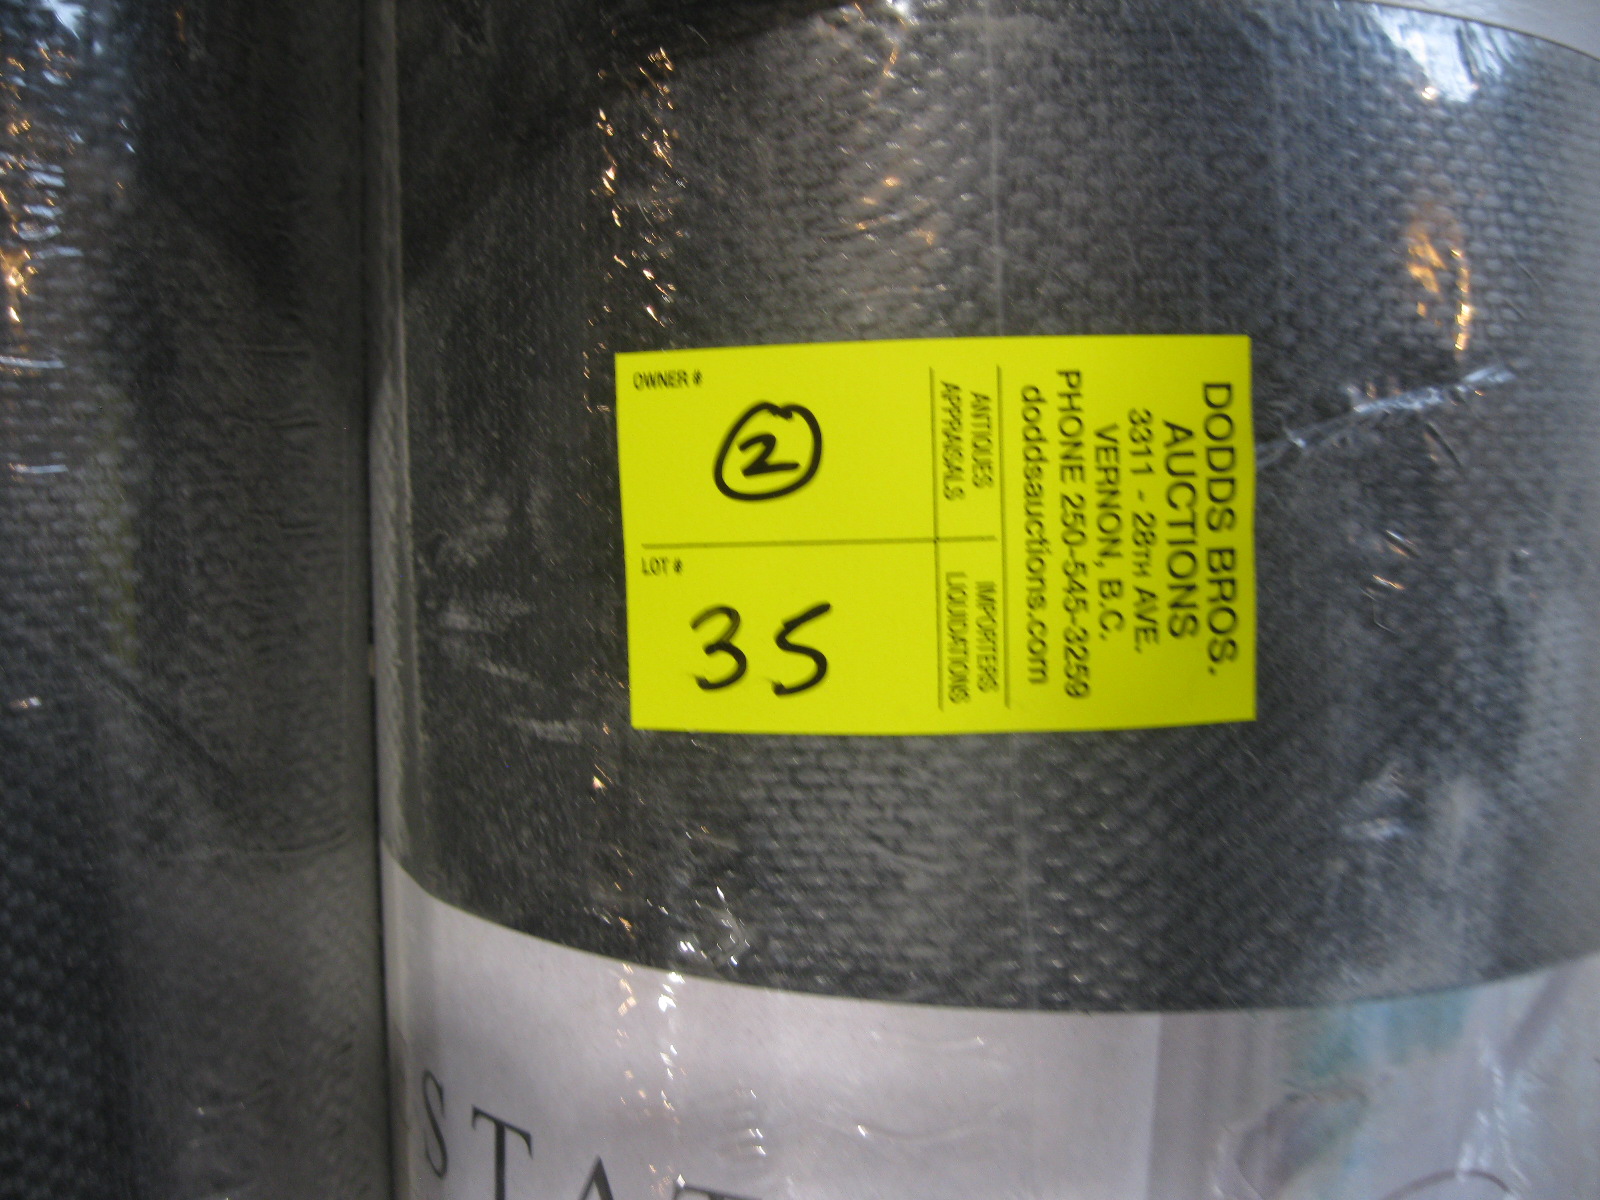 DODDS BROS.
AUCTIONS
3311 - 28TH AVE.
VERNON, B.C.
PHONE 250-545-3259
doddsauctions.com
ANTIQUES
APPRAISALS
IMPORTERS
LIQUIDATIONS
OWNER #
2
LOT #
35